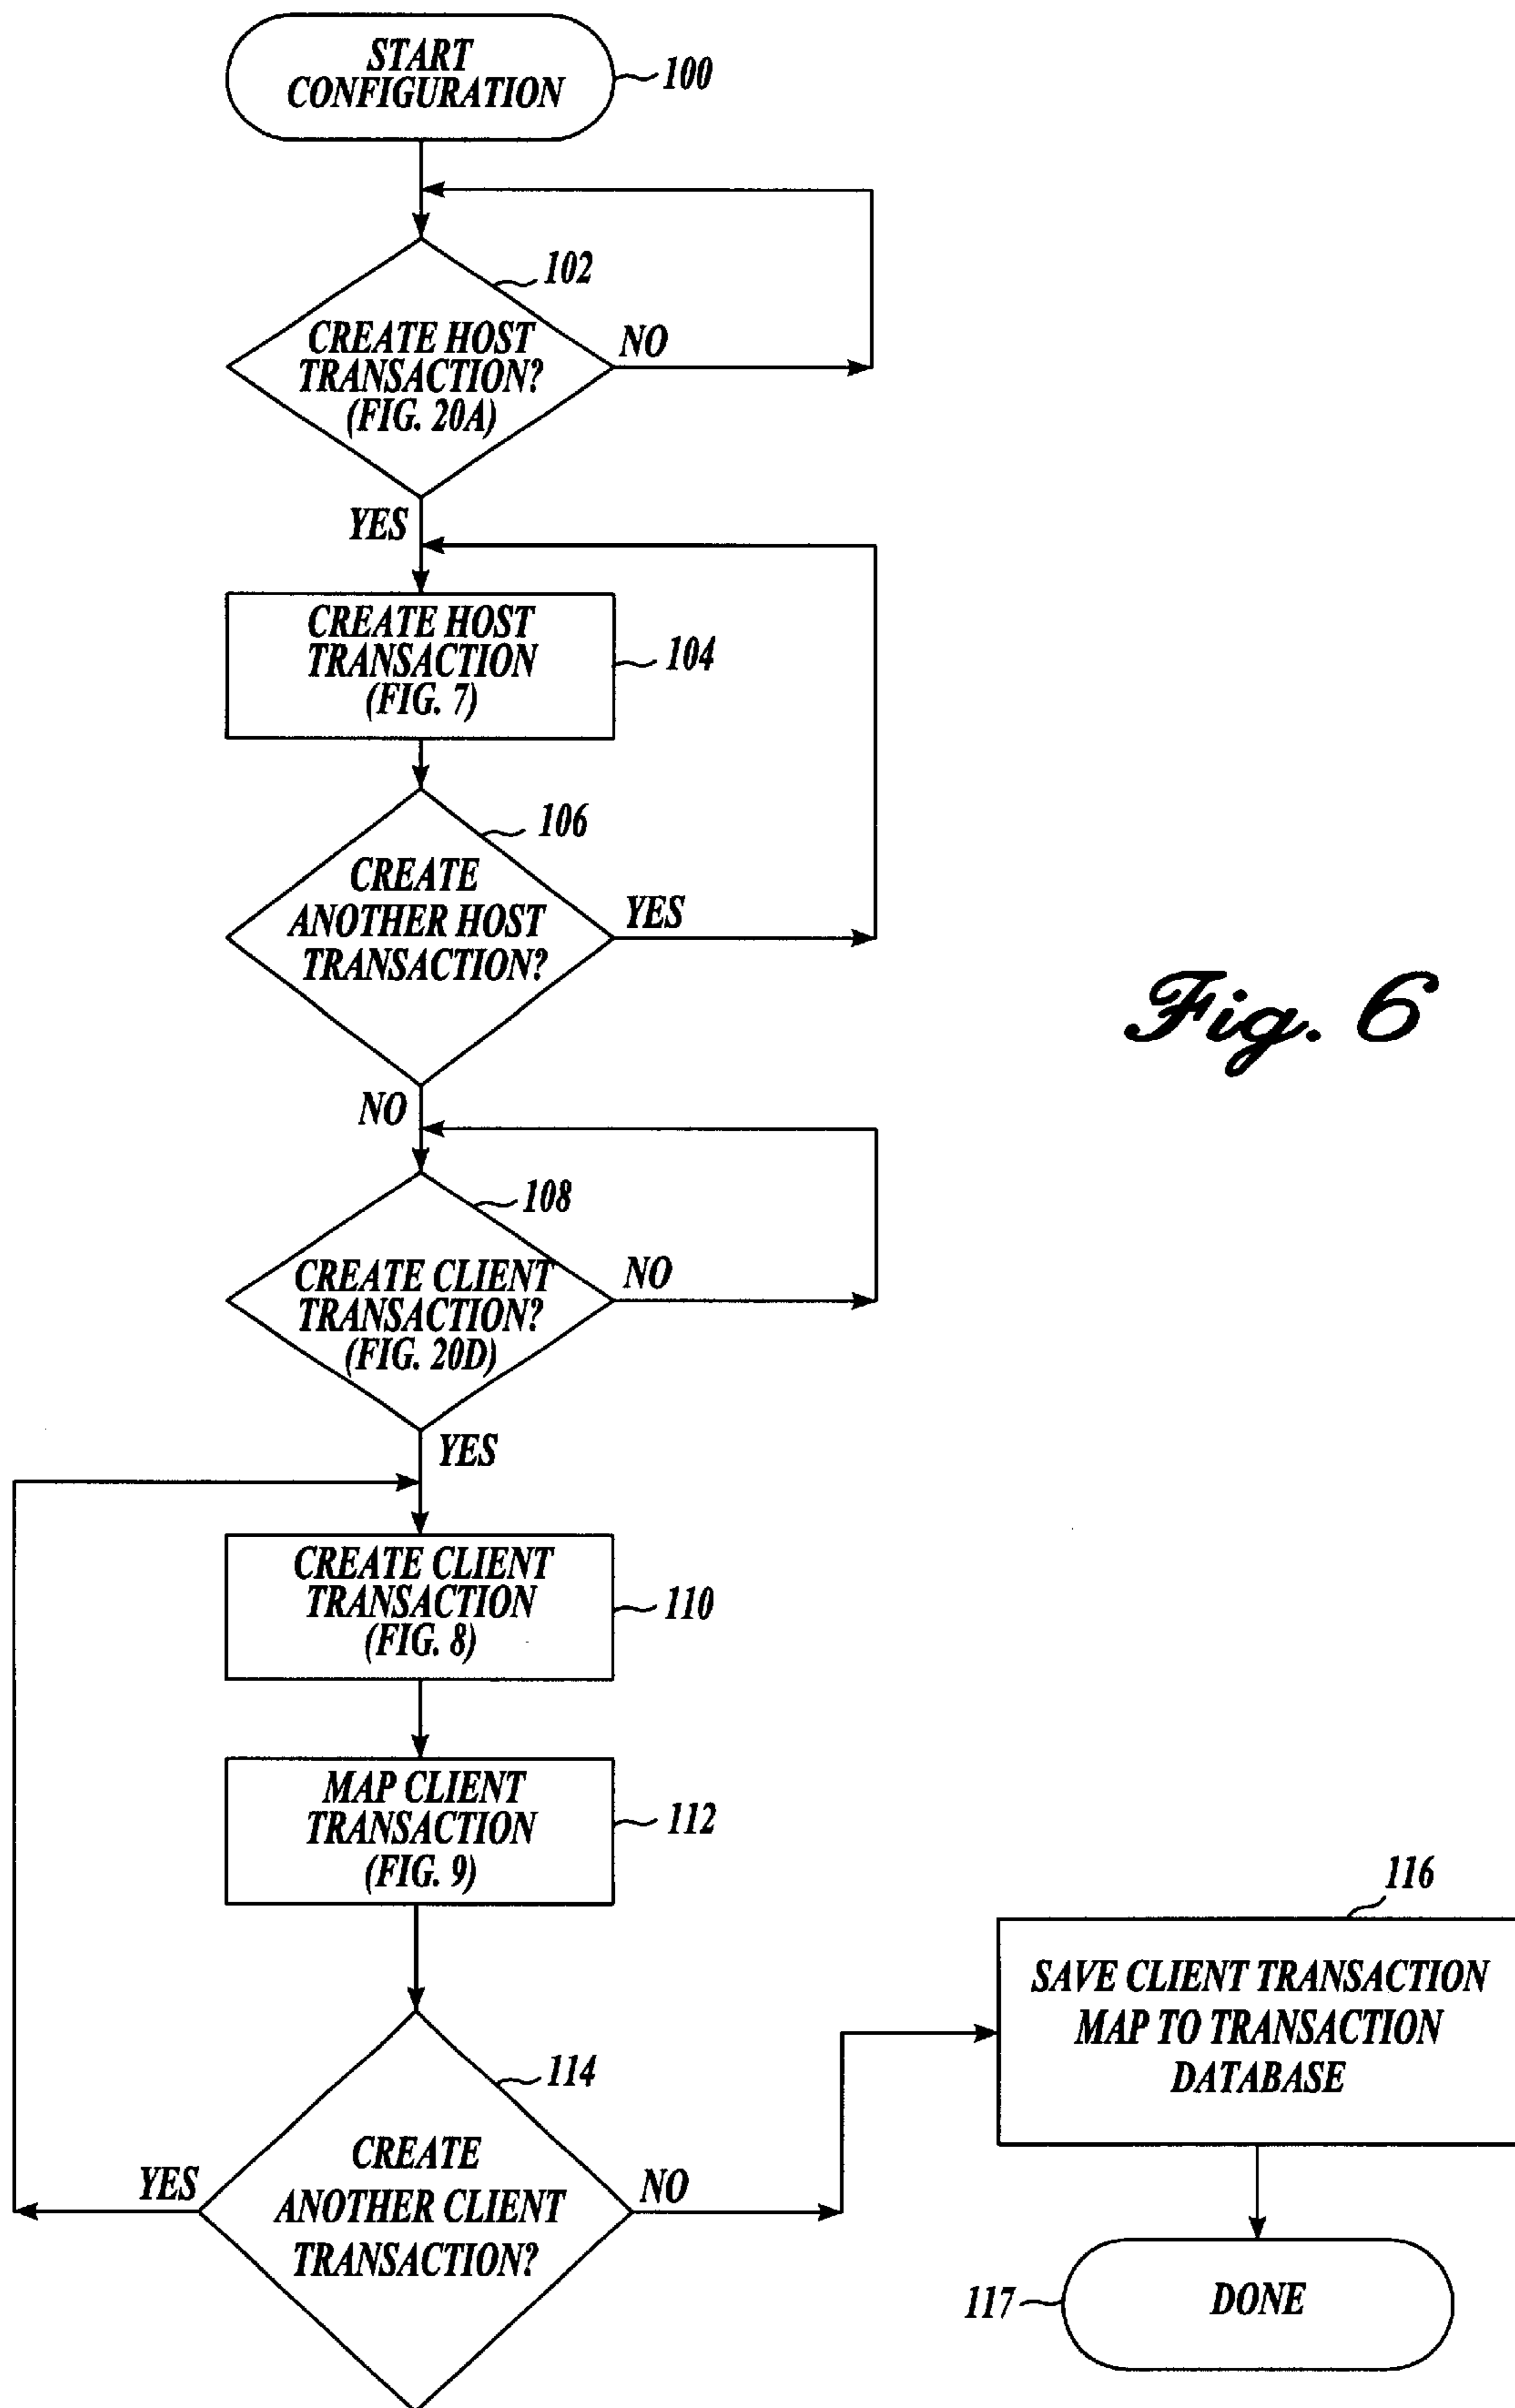 START
CONFIGURATION
100
102
CREATE HOST
TRANSACTION?
(FIG. 20A)
NO
YES
CREATE HOST
TRANSACTION
(FIG. 7)
104
106
CREATE
ANOTHER HOST
TRANSACTION?
YES
Fig. 6
NO
108
CREATE CLIENT
TRANSACTION?
(FIG. 20D)
NO
YES
CREATE CLIENT
TRANSACTION
(FIG. 8)
110
MAP CLIENT
TRANSACTION
(FIG. 9)
112
116
SAVE CLIENT TRANSACTION
MAP TO TRANSACTION
DATABASE
114
CREATE
ANOTHER CLIENT
TRANSACTION?
YES
NO
117
DONE